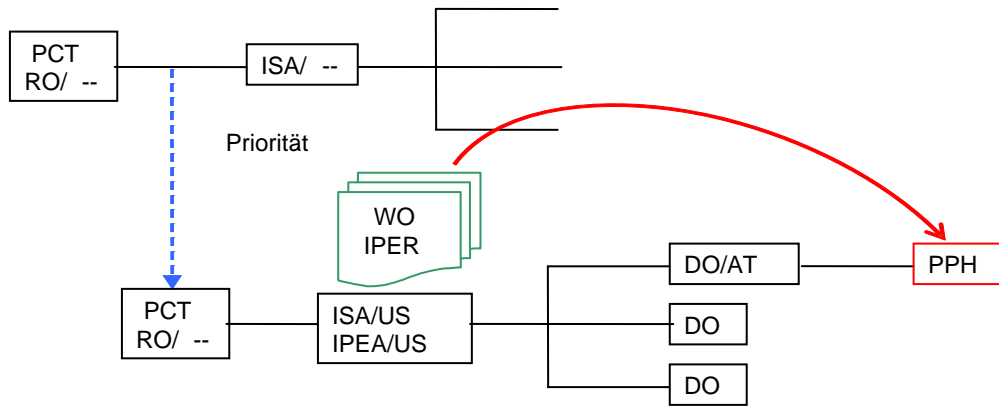 PCT
RO/ --
ISA/ --
Priorität
WO
IPER
PCT
RO/ --
ISA/US
IPEA/US
DO/AT
PPH
DO
DO